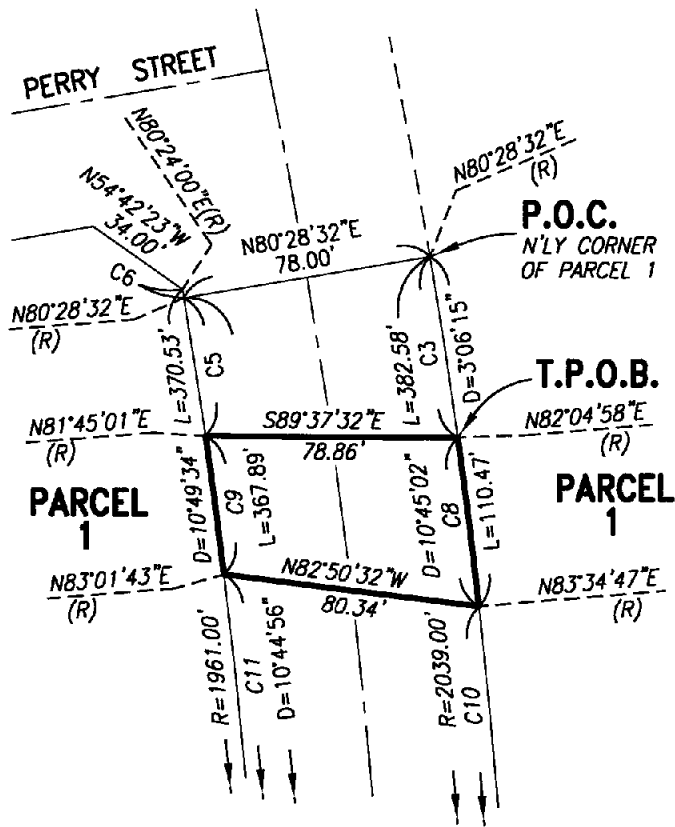 PERRY STREET
N80°24'00"E(R)
N54°42'23"W
34.00'
N80°28'32"E
78.00'
N80°28'32"E
(R)
P.O.C.
N'LY CORNER
OF PARCEL 1
C6
N80°28'32"E
(R)
L=370.53'
C5
L=382.58'
C3
D=3°06'15"
T.P.O.B.
N81°45'01"E
(R)
S89°37'32"E
78.86'
N82°04'58"E
(R)
PARCEL
1
D=10°49'34"
C9
L=367.89'
D=10°45'02"
C8
L=110.47'
PARCEL
1
N83°01'43"E
(R)
N82°50'32"W
80.34'
N83°34'47"E
(R)
R=1961.00'
C11
D=10°44'56"
R=2039.00'
C10